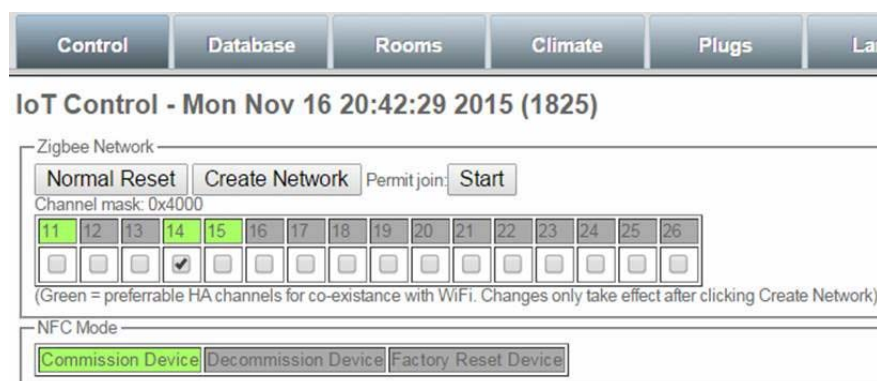 Control Database Rooms Climate Plugs
IoT Control - Mon Nov 16 20:42:29 2015 (1825)
Zigbee Network
Normal Reset Create Network Permit join: Start
Channel mask: 0x4000
11 12 13 14 15 16 17 18 19 20 21 22 23 24 25 26
(Green = preferrable HA channels for co-existance with WiFi. Changes only take effect after clicking Create Network)
NFC Mode
Commission Device Decommission Device Factory Reset Device